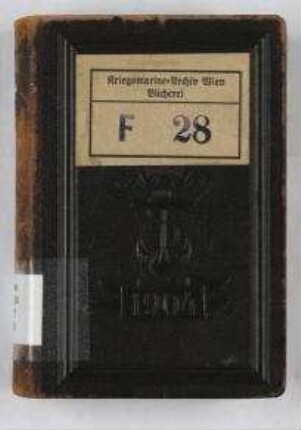 Kriegsmarine-Archiv Wien
Bücherei
F 28
1904